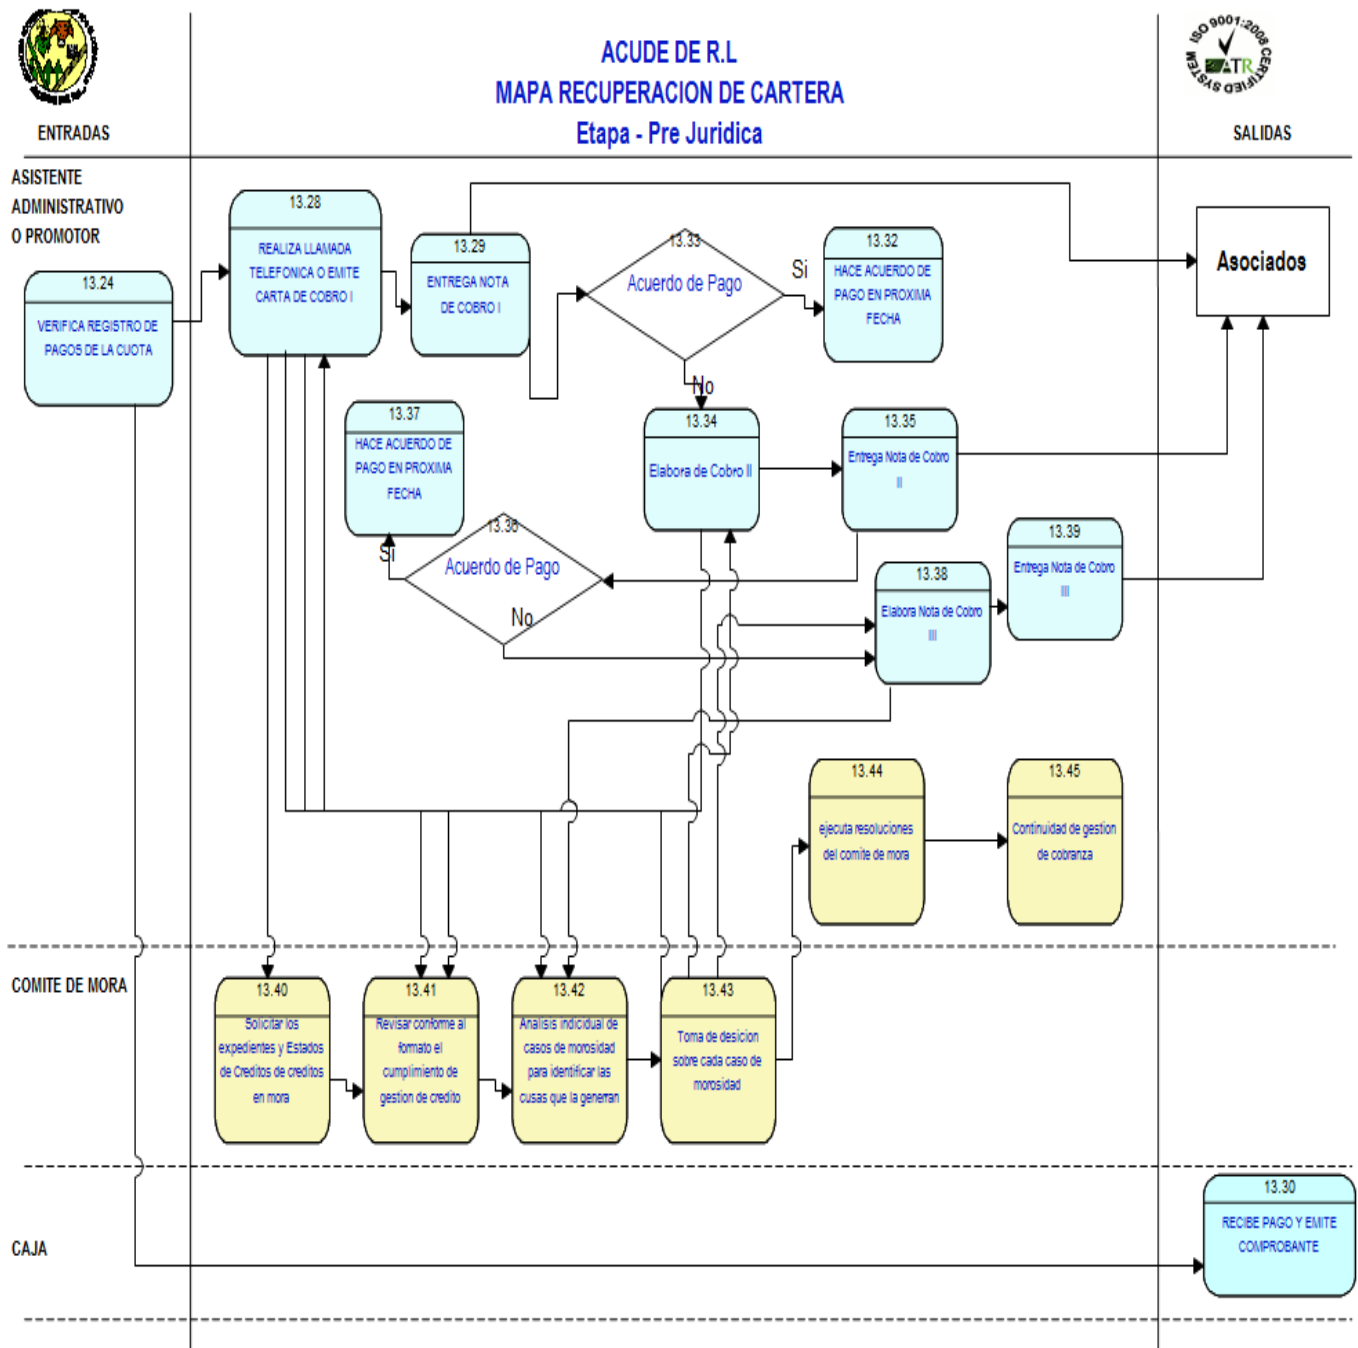 ISO 9001:2008 CERTIFIED SYSTEM
ATR
ACUDE DE R.L
MAPA RECUPERACION DE CARTERA
Etapa - Pre Juridica
ENTRADAS
SALIDAS
ASISTENTE
ADMINISTRATIVO
O PROMOTOR
13.24
VERIFICA REGISTRO DE
PAGOS DE LA CUOTA
13.28
REALIZA LLAMADA
TELEFONICA O EMITE
CARTA DE COBRO I
13.29
ENTREGA NOTA
DE COBRO I
13.33
Acuerdo de Pago
Si
No
13.32
HACE ACUERDO DE
PAGO EN PROXIMA
FECHA
Asociados
13.37
HACE ACUERDO DE
PAGO EN PROXIMA
FECHA
13.34
Elabora de Cobro II
13.35
Entrega Nota de Cobro
II
13.36
Acuerdo de Pago
Si
No
13.38
Elabora Nota de Cobro
III
13.39
Entrega Nota de Cobro
III
13.44
ejecuta resoluciones
del comite de mora
13.45
Continuidad de gestion
de cobranza
COMITE DE MORA
13.40
Solicitar los
expedientes y Estados
de Creditos de creditos
en mora
13.41
Revisar conforme al
formato el
cumplimiento de
gestion de credito
13.42
Analisis indicidual de
casos de morosidad
para identificar las
cusas que la generran
13.43
Toma de desicion
sobre cada caso de
morosidad
CAJA
13.30
RECIBE PAGO Y EMITE
COMPROBANTE